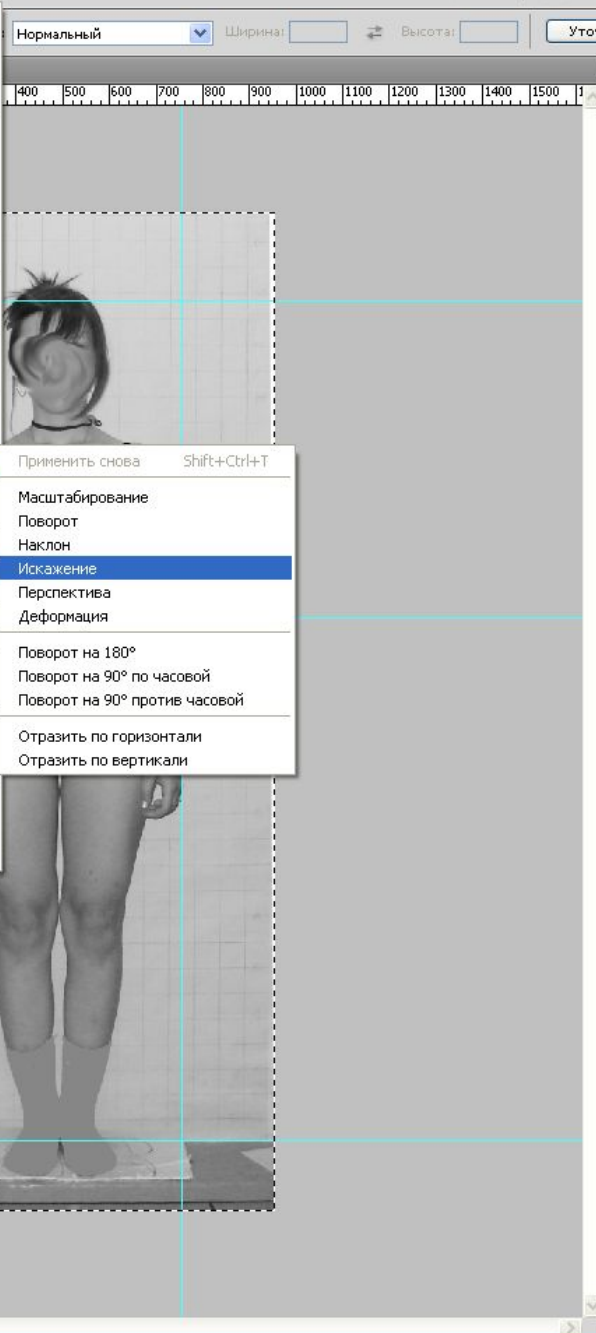 Нормальный Ширина: Высота:
400 500 600 700 800 900 1000 1100 1200 1300 1400 1500
Применить снова Shift+Ctrl+T
Масштабирование
Поворот
Наклон
Искажение
Перспектива
Деформация
Поворот на 180°
Поворот на 90° по часовой
Поворот на 90° против часовой
Отразить по горизонтали
Отразить по вертикали